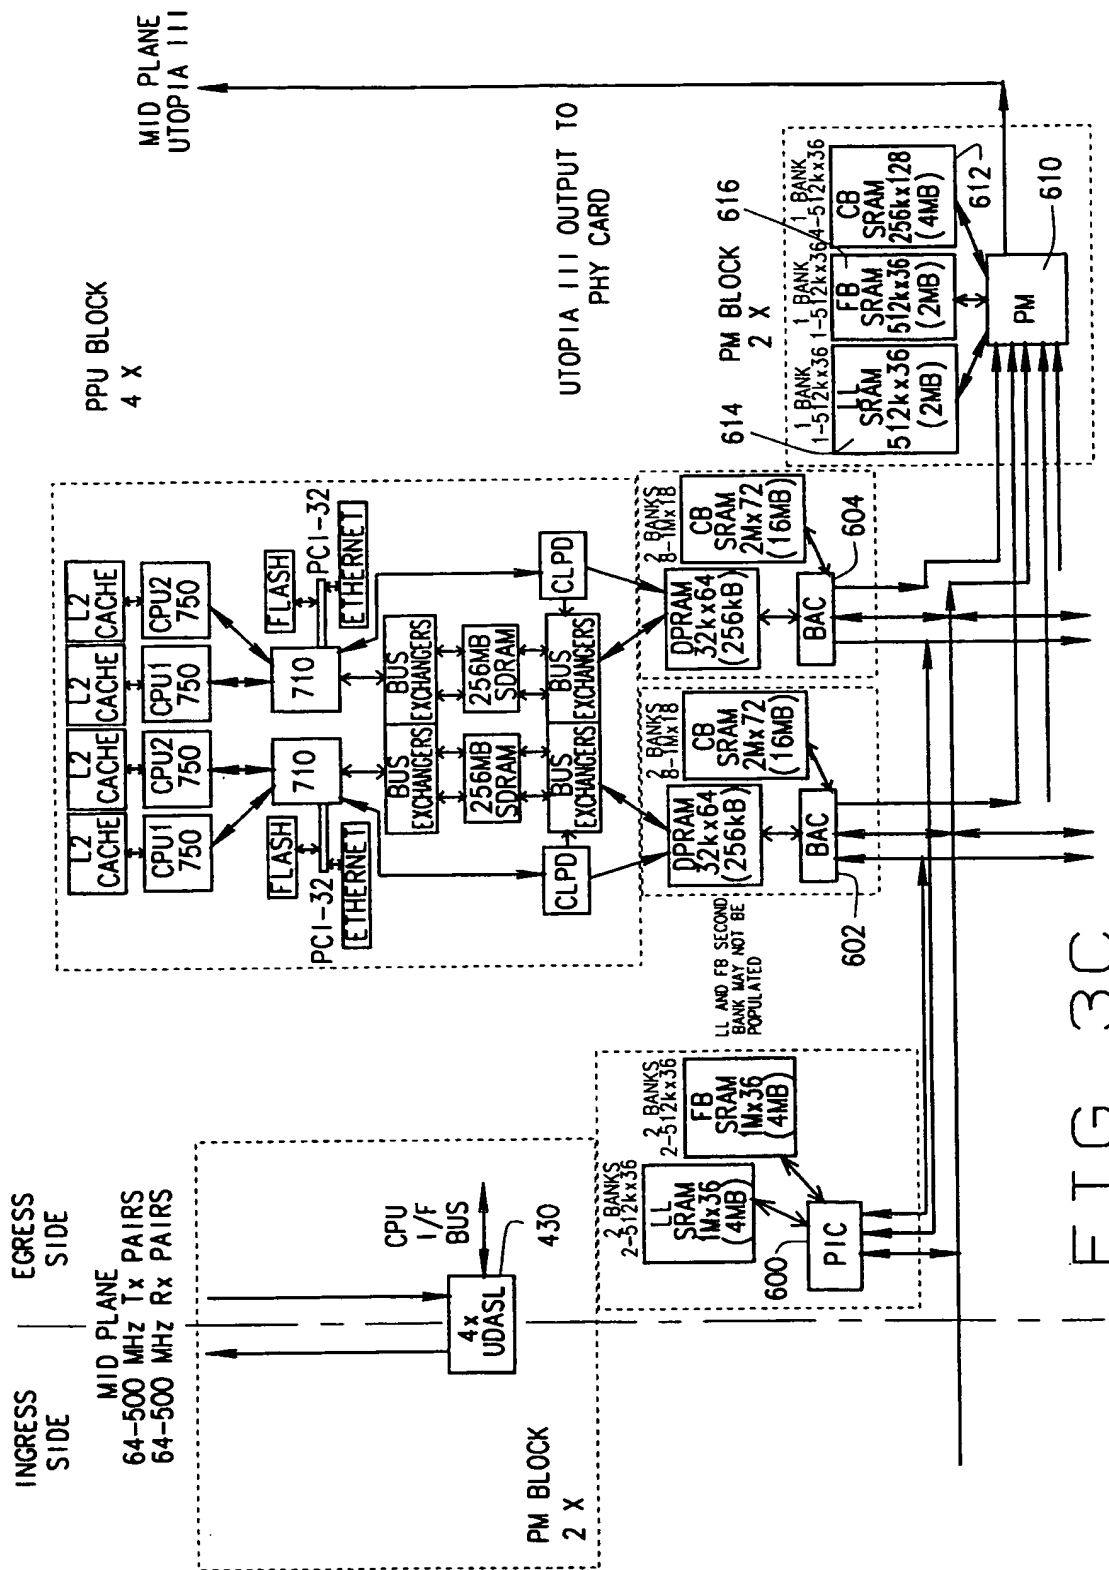 INGRESS
SIDE
EGRESS
SIDE
MID PLANE
64-500 MHz Tx PAIRS
64-500 MHz Rx PAIRS
PM BLOCK
2 X
4x
UDASL
CPU
I/F
BUS
430
2 BANKS
2-512kx36
LL
SRAM
1Mx36
(4MB)
2 BANKS
2-512kx36
FB
SRAM
1Mx36
(4MB)
600
PIC
LL AND FB SECOND
BANK MAY NOT BE
POPULATED
PPU BLOCK
4 X
L2
CACHE
L2
CACHE
L2
CACHE
L2
CACHE
CPU1
750
CPU2
750
CPU1
750
CPU2
750
FLASH
PCI-32
ETHERNET
710
710
FLASH
PCI-32
ETHERNET
BUS
EXCHANGERS
BUS
EXCHANGERS
256MB
SDRAM
256MB
SDRAM
CLPD
BUS
EXCHANGERS
BUS
EXCHANGERS
CLPD
DPRAM
32kx64
(256kB)
2 BANKS
8-1Mx18
CB
SRAM
2Mx72
(16MB)
BAC
602
DPRAM
32kx64
(256kB)
2 BANKS
8-1Mx18
CB
SRAM
2Mx72
(16MB)
BAC
604
MID PLANE
UTOPIA III
UTOPIA III OUTPUT TO
PHY CARD
PM BLOCK
2 X
614
616
1 BANK
1-512kx36
LL
SRAM
512kx36
(2MB)
1 BANK
1-512kx36
FB
SRAM
512kx36
(2MB)
1 BANK
4-512kx36
CB
SRAM
256kx128
(4MB)
612
PM
610
FIG 3C